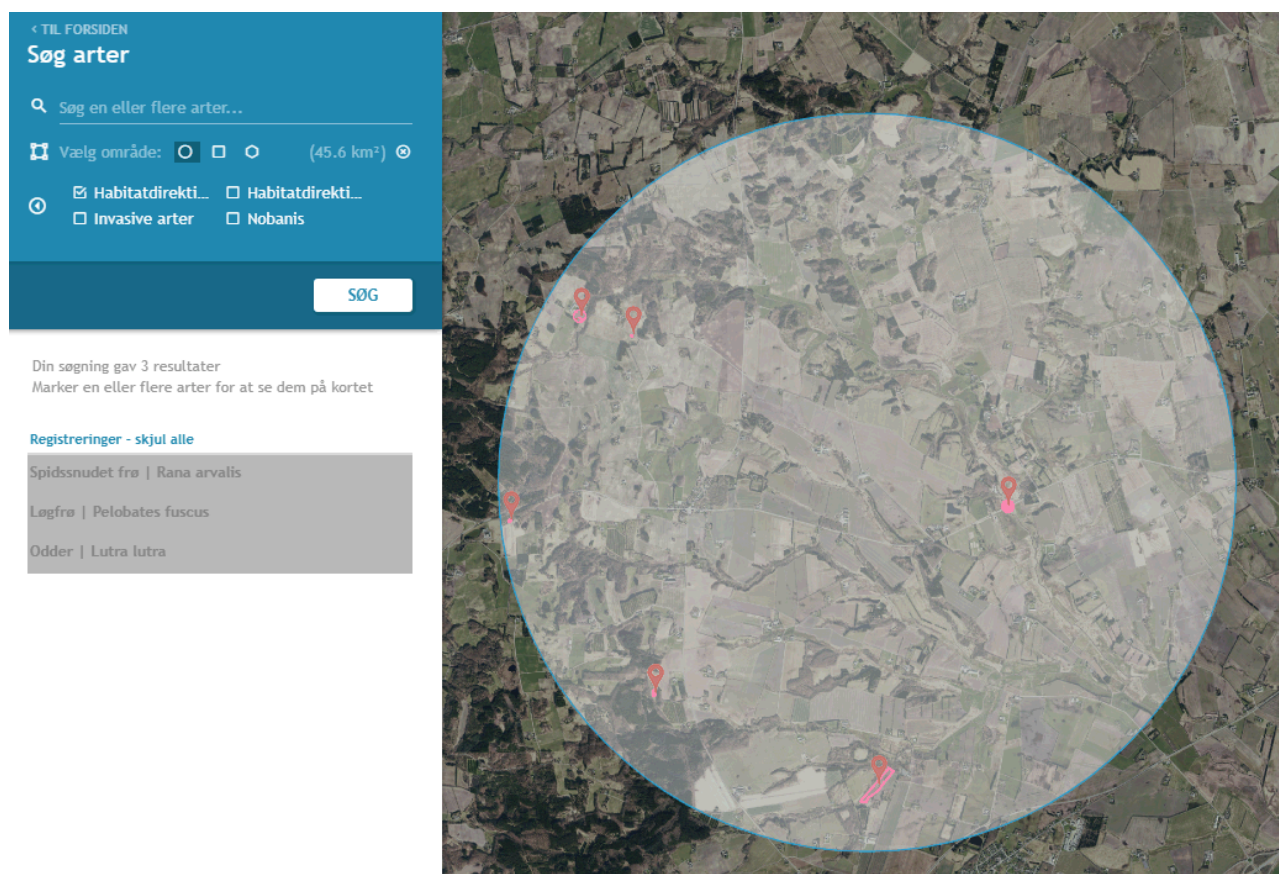 ‹ TIL FORSIDEN
Søg arter
Søg en eller flere arter...
Vælg område: (45.6 km²)
Habitatdirekti... Habitatdirekti...
Invasive arter Nobanis
SØG
Din søgning gav 3 resultater
Marker en eller flere arter for at se dem på kortet
Registreringer - skjul alle
Spidssnudet frø | Rana arvalis
Løgfrø | Pelobates fuscus
Odder | Lutra lutra